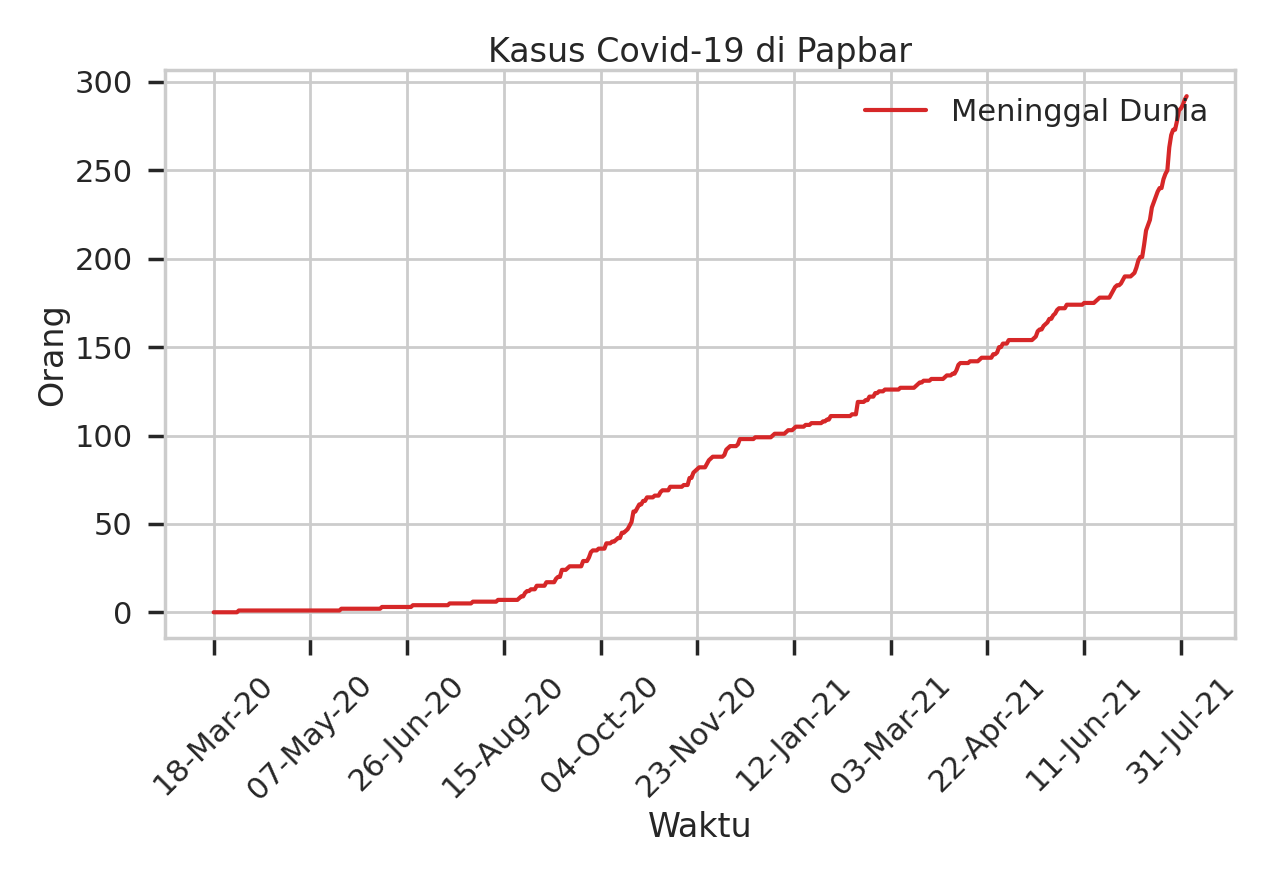 Kasus Covid-19 di Papbar
Meninggal Dunia
Orang
300
250
200
150
100
50
0
18-Mar-20
07-May-20
26-Jun-20
15-Aug-20
04-Oct-20
23-Nov-20
12-Jan-21
03-Mar-21
22-Apr-21
11-Jun-21
31-Jul-21
Waktu